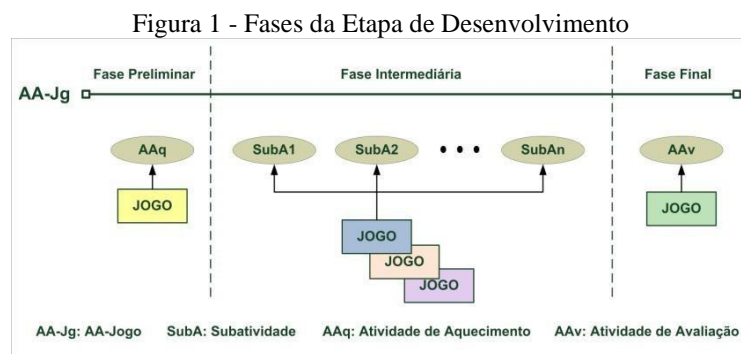 Figura 1 - Fases da Etapa de Desenvolvimento
Fase Preliminar Fase Intermediária Fase Final
AA-Jg
AAq SubA1 SubA2 • • • SubAn AAv
JOGO JOGO
JOGO
JOGO
JOGO
AA-Jg: AA-Jogo SubA: Subatividade AAq: Atividade de Aquecimento AAv: Atividade de Avaliação